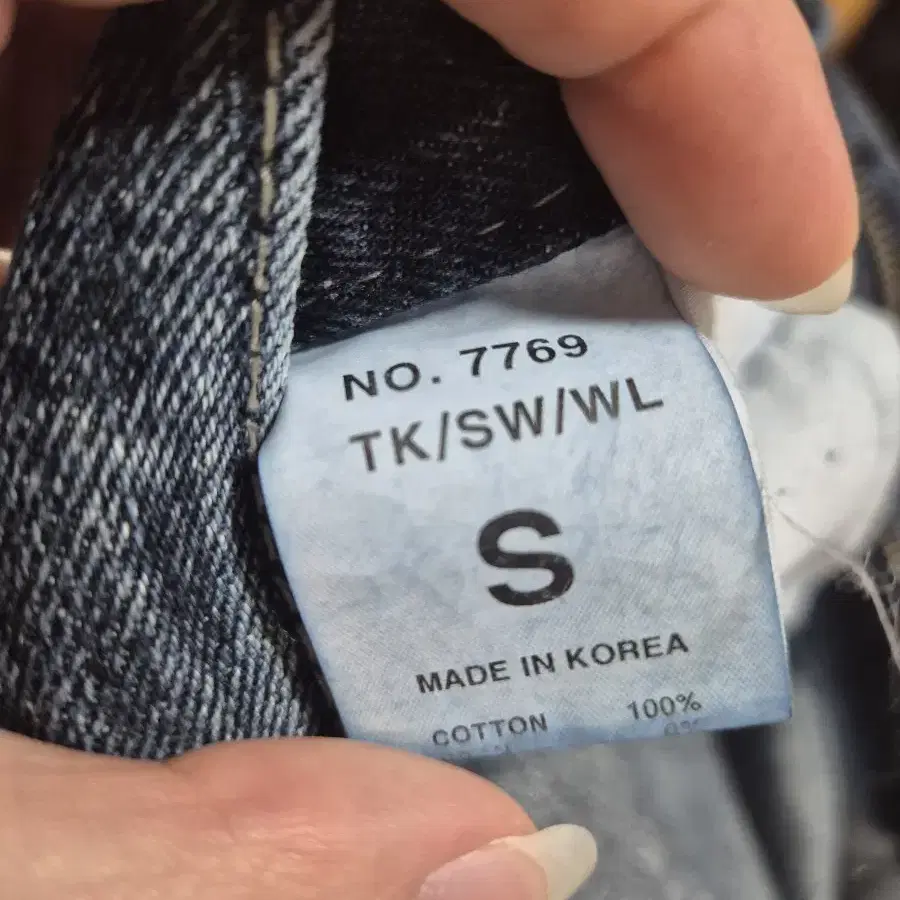 NO. 7769
TK/SW/WL
S
MADE IN KOREA
COTTON 100%